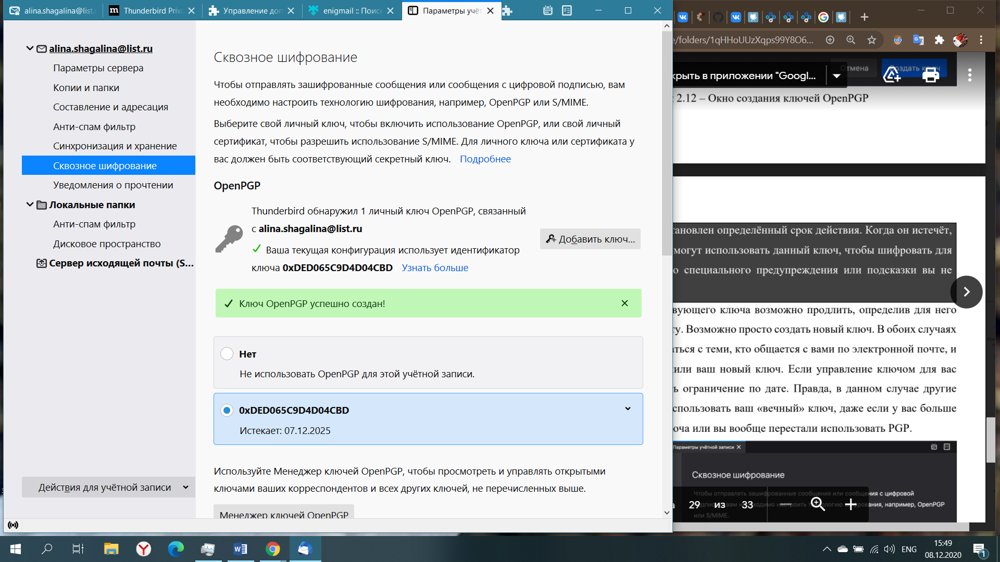 alina.shagalina@list.
Thunderbird Priva
Управление доп
enigmail :: Поиск
Параметры учёт
alina.shagalina@list.ru
Параметры сервера
Копии и папки
Составление и адресация
Анти-спам фильтр
Синхронизация и хранение
Сквозное шифрование
Уведомления о прочтении
Локальные папки
Анти-спам фильтр
Дисковое пространство
Сервер исходящей почты (S...
Действия для учётной записи
Сквозное шифрование
Чтобы отправлять зашифрованные сообщения или сообщения с цифровой подписью, вам
необходимо настроить технологию шифрования, например, OpenPGP или S/MIME.
Выберите свой личный ключ, чтобы включить использование OpenPGP, или свой личный
сертификат, чтобы разрешить использование S/MIME. Для личного ключа или сертификата у
вас должен быть соответствующий секретный ключ. Подробнее
OpenPGP
Thunderbird обнаружил 1 личный ключ OpenPGP, связанный
с alina.shagalina@list.ru
Ваша текущая конфигурация использует идентификатор
ключа 0xDED065C9D4D04CBD Узнать больше
Добавить ключ...
Ключ OpenPGP успешно создан!
Нет
Не использовать OpenPGP для этой учётной записи.
0xDED065C9D4D04CBD
Истекает: 07.12.2025
Используйте Менеджер ключей OpenPGP, чтобы просмотреть и управлять открытыми
ключами ваших корреспондентов и всех других ключей, не перечисленных выше.
Менеджер ключей OpenPGP
e/folders/1qHHoUUzXqps99Y8O6...
Отмена
Создать ключ
крыть в приложении "Googl...
2.12 – Окно создания ключей OpenPGP
тановлен определённый срок действия. Когда он истечёт,
могут использовать данный ключ, чтобы шифровать для
о специального предупреждения или подсказки вы не
вующего ключа возможно продлить, определив для него
ту. Возможно просто создать новый ключ. В обоих случаях
аться с теми, кто общается с вами по электронной почте, и
или ваш новый ключ. Если управление ключом для вас
ь ограничение по дате. Правда, в данном случае другие
спользовать ваш «вечный» ключ, даже если у вас больше
юча или вы вообще перестали использовать PGP.
Параметры учётной записи
Сквозное шифрование
Чтобы отправлять зашифрованные сообщения или сообщения с цифровой
подписью, вам необходимо настроить технологию шифрования, например, OpenPGP
или S/MIME.
а 29 из 33
ENG
15:49
08.12.2020
1